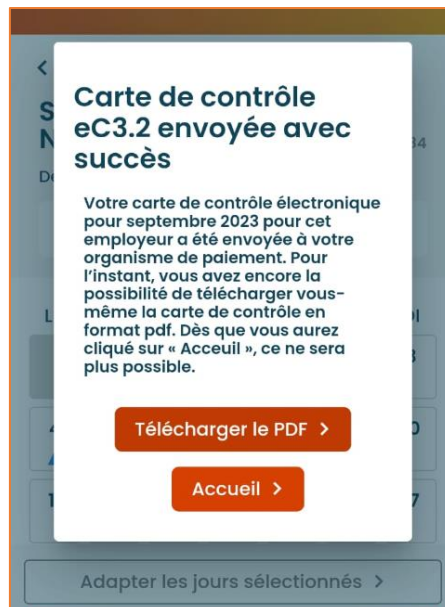 Carte de contrôle
eC3.2 envoyée avec
succès
Votre carte de contrôle électronique
pour septembre 2023 pour cet
employeur a été envoyée à votre
organisme de paiement. Pour
l'instant, vous avez encore la
possibilité de télécharger vous-
même la carte de contrôle en
format pdf. Dès que vous aurez
cliqué sur « Acceuil », ce ne sera
plus possible.
Télécharger le PDF >
Accueil >
Adapter les jours sélectionnés >